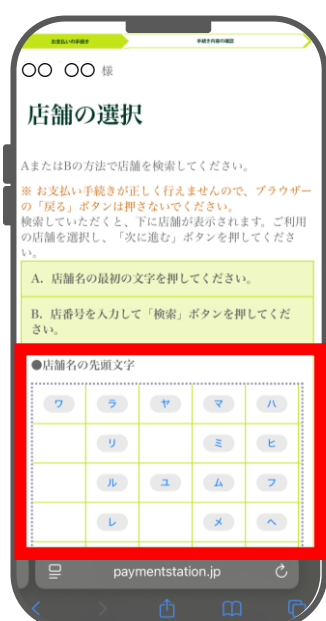 お支払いの手続き
手続き内容の確認
○○ ○○ 様
店舗の選択
AまたはBの方法で店舗を検索してください。
※ お支払い手続きが正しく行えませんので、ブラウザー
の「戻る」ボタンは押さないでください。
検索していただくと、下に店舗が表示されます。ご利用
の店舗を選択し、「次に進む」ボタンを押してくださ
い。
A. 店舗名の最初の文字を押してください。
B. 店番号を入力して「検索」ボタンを押してくだ
さい。
●店舗名の先頭文字
ワ ラ ヤ マ ハ
リ ミ ヒ
ル ユ ム フ
レ メ ヘ
paymentstation.jp